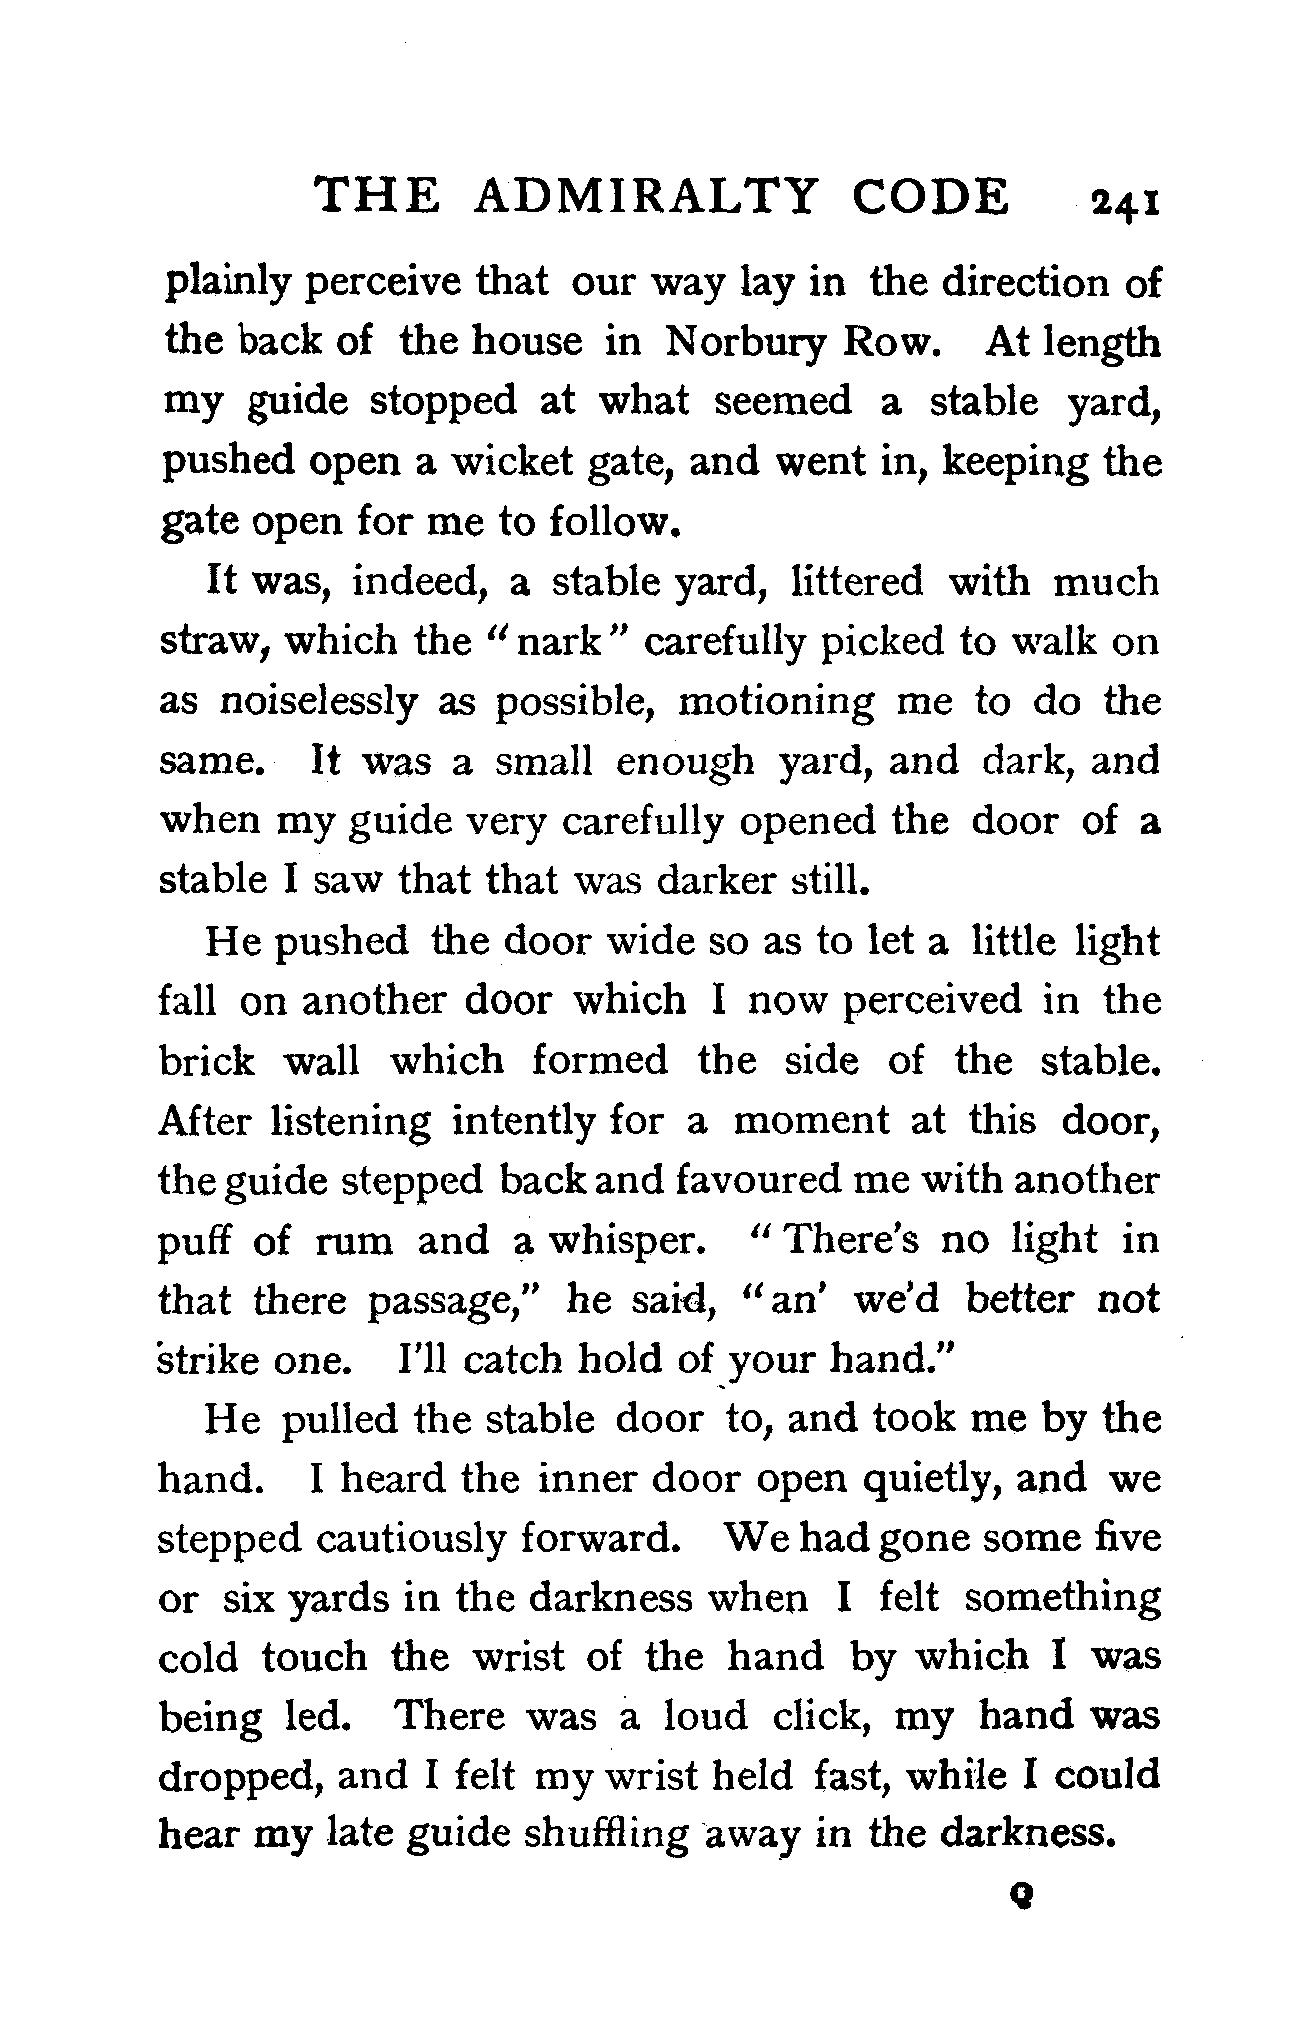 THE ADMIRALTY CODE 241
plainly perceive that our way lay in the direction of
the back of the house in Norbury Row. At length
my guide stopped at what seemed a stable yard,
pushed open a wicket gate, and went in, keeping the
gate open for me to follow.
It was, indeed, a stable yard, littered with much
straw, which the "nark" carefully picked to walk on
as noiselessly as possible, motioning me to do the
same. It was a small enough yard, and dark, and
when my guide very carefully opened the door of a
stable I saw that that was darker still.
He pushed the door wide so as to let a little light
fall on another door which I now perceived in the
brick wall which formed the side of the stable.
After listening intently for a moment at this door,
the guide stepped back and favoured me with another
puff of rum and a whisper. "There's no light in
that there passage," he said, "an' we'd better not
strike one. I'll catch hold of your hand."
He pulled the stable door to, and took me by the
hand. I heard the inner door open quietly, and we
stepped cautiously forward. We had gone some five
or six yards in the darkness when I felt something
cold touch the wrist of the hand by which I was
being led. There was a loud click, my hand was
dropped, and I felt my wrist held fast, while I could
hear my late guide shuffling away in the darkness.
Q